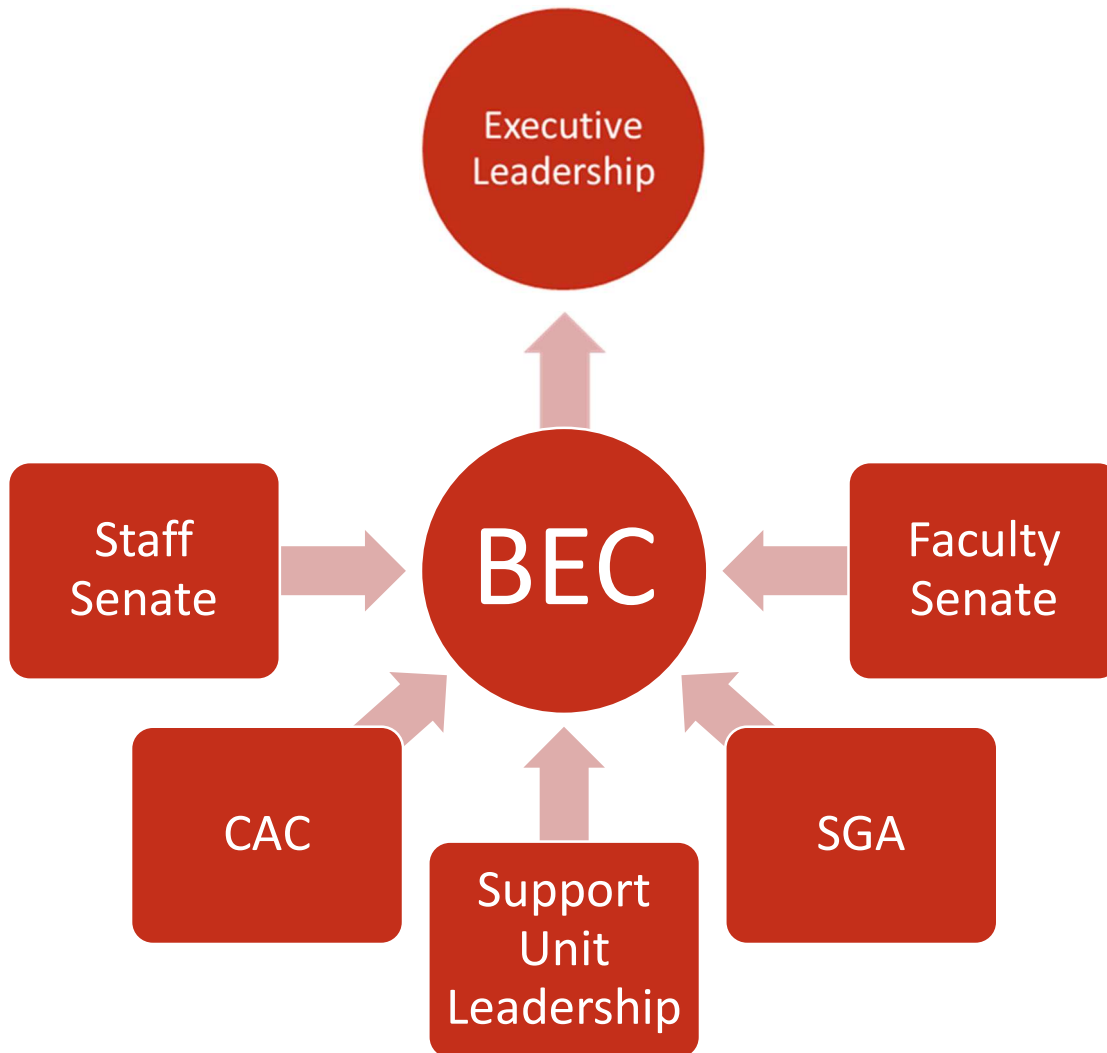 Executive
Leadership
BEC
Staff
Senate
Faculty
Senate
CAC
SGA
Support
Unit
Leadership